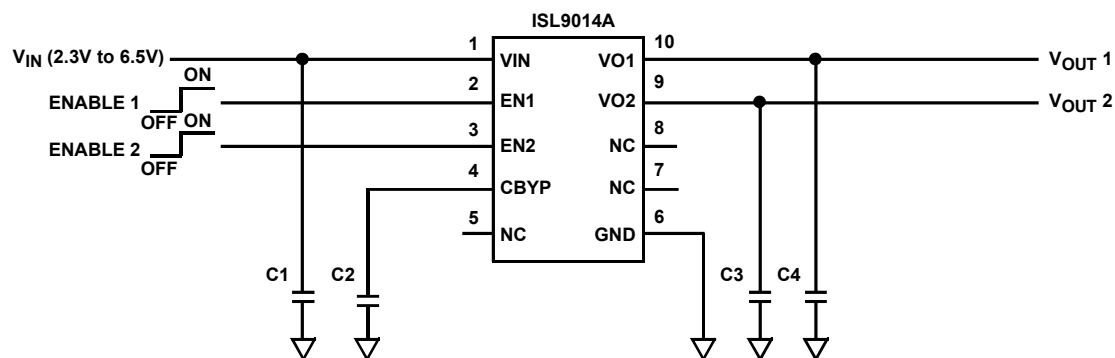 ISL9014A
VIN (2.3V to 6.5V)
1
VIN
VO1
10
VOUT 1
ON
ENABLE 1
OFF
2
EN1
VO2
9
VOUT 2
ON
ENABLE 2
OFF
3
EN2
NC
8
4
CBYP
NC
7
5
NC
GND
6
C1
C2
C3
C4